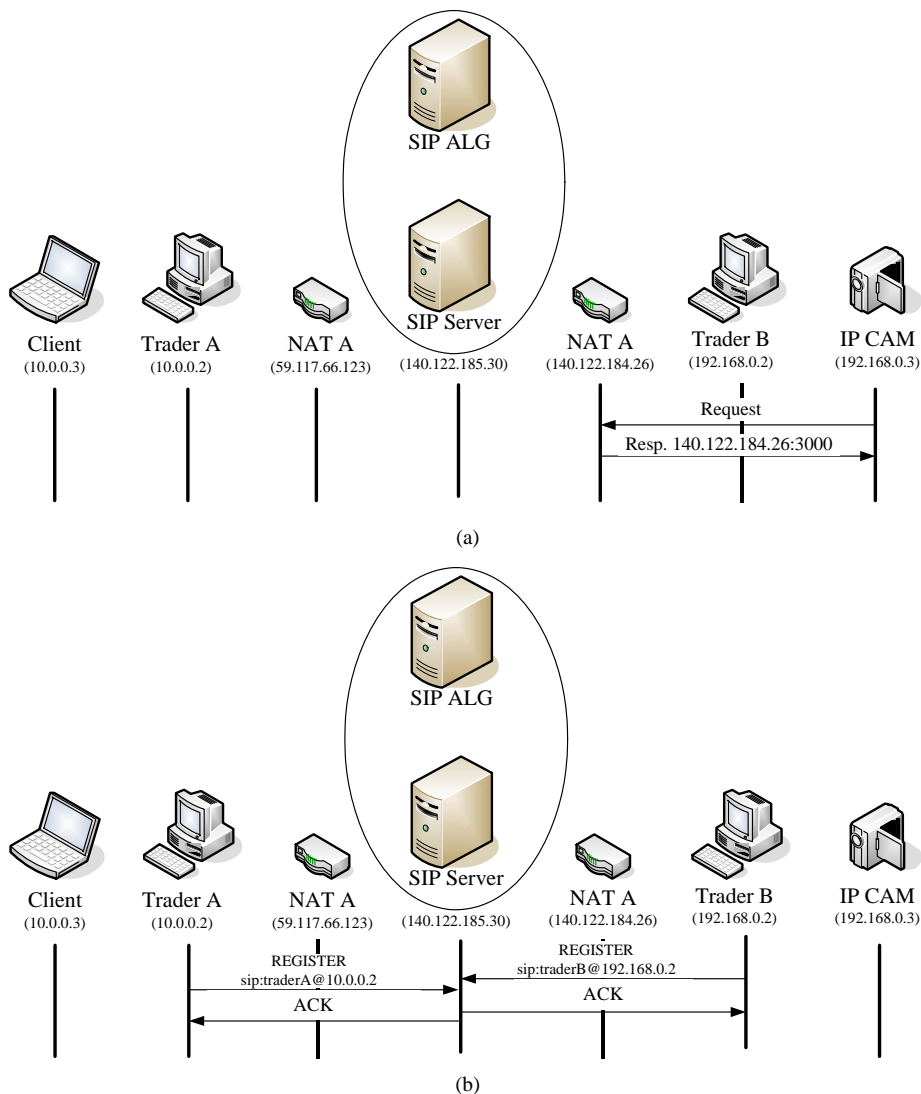 SIP ALG
SIP Server
Client
(10.0.0.3)
Trader A
(10.0.0.2)
NAT A
(59.117.66.123)
(140.122.185.30)
NAT A
(140.122.184.26)
Trader B
(192.168.0.2)
IP CAM
(192.168.0.3)
Request
Resp. 140.122.184.26:3000
(a)
SIP ALG
SIP Server
Client
(10.0.0.3)
Trader A
(10.0.0.2)
NAT A
(59.117.66.123)
(140.122.185.30)
NAT A
(140.122.184.26)
Trader B
(192.168.0.2)
IP CAM
(192.168.0.3)
REGISTER
sip:traderA@10.0.0.2
ACK
REGISTER
sip:traderB@192.168.0.2
ACK
(b)